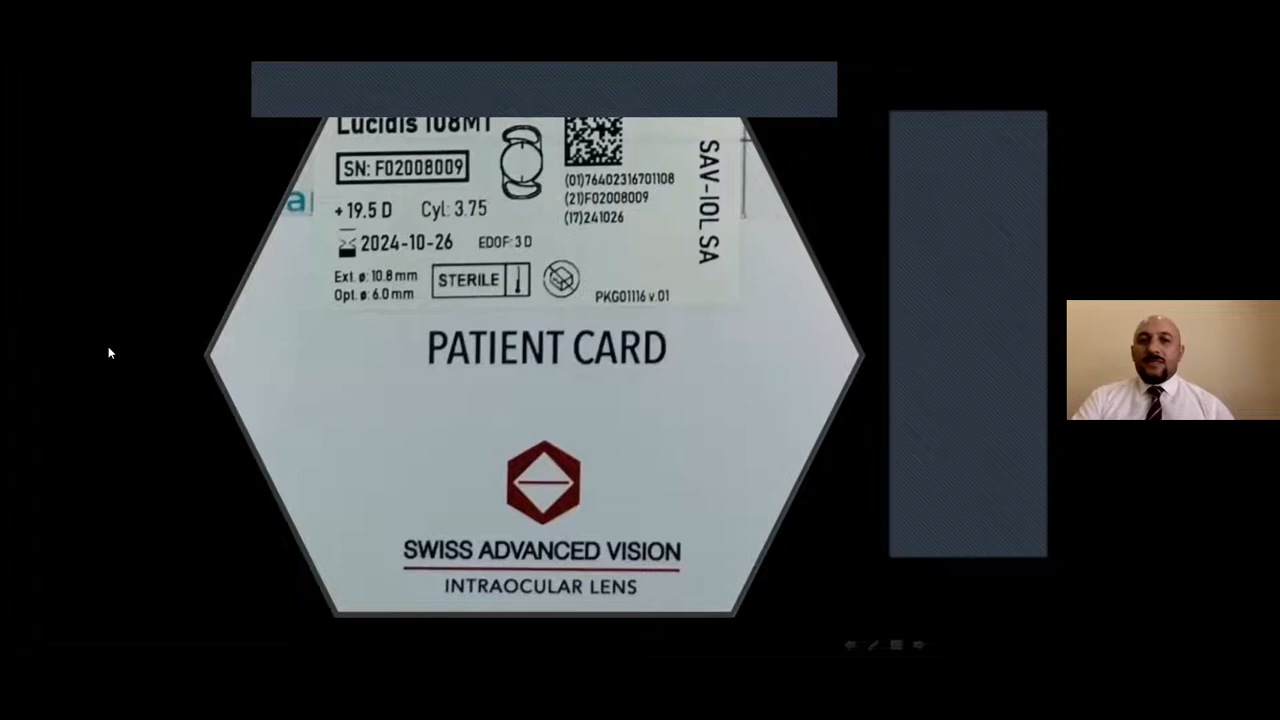 Lucidis 108MT
SN: F02008009
+ 19.5 D Cyl: 3.75
2024-10-26 EDOF: 3 D
Ext. ø: 10.8 mm
Opt. ø: 6.0 mm
STERILE
(01)76402316701108
(21)F02008009
(17)241026
PKG01116 v.01
SAV-IOL SA
PATIENT CARD
SWISS ADVANCED VISION
INTRAOCULAR LENS